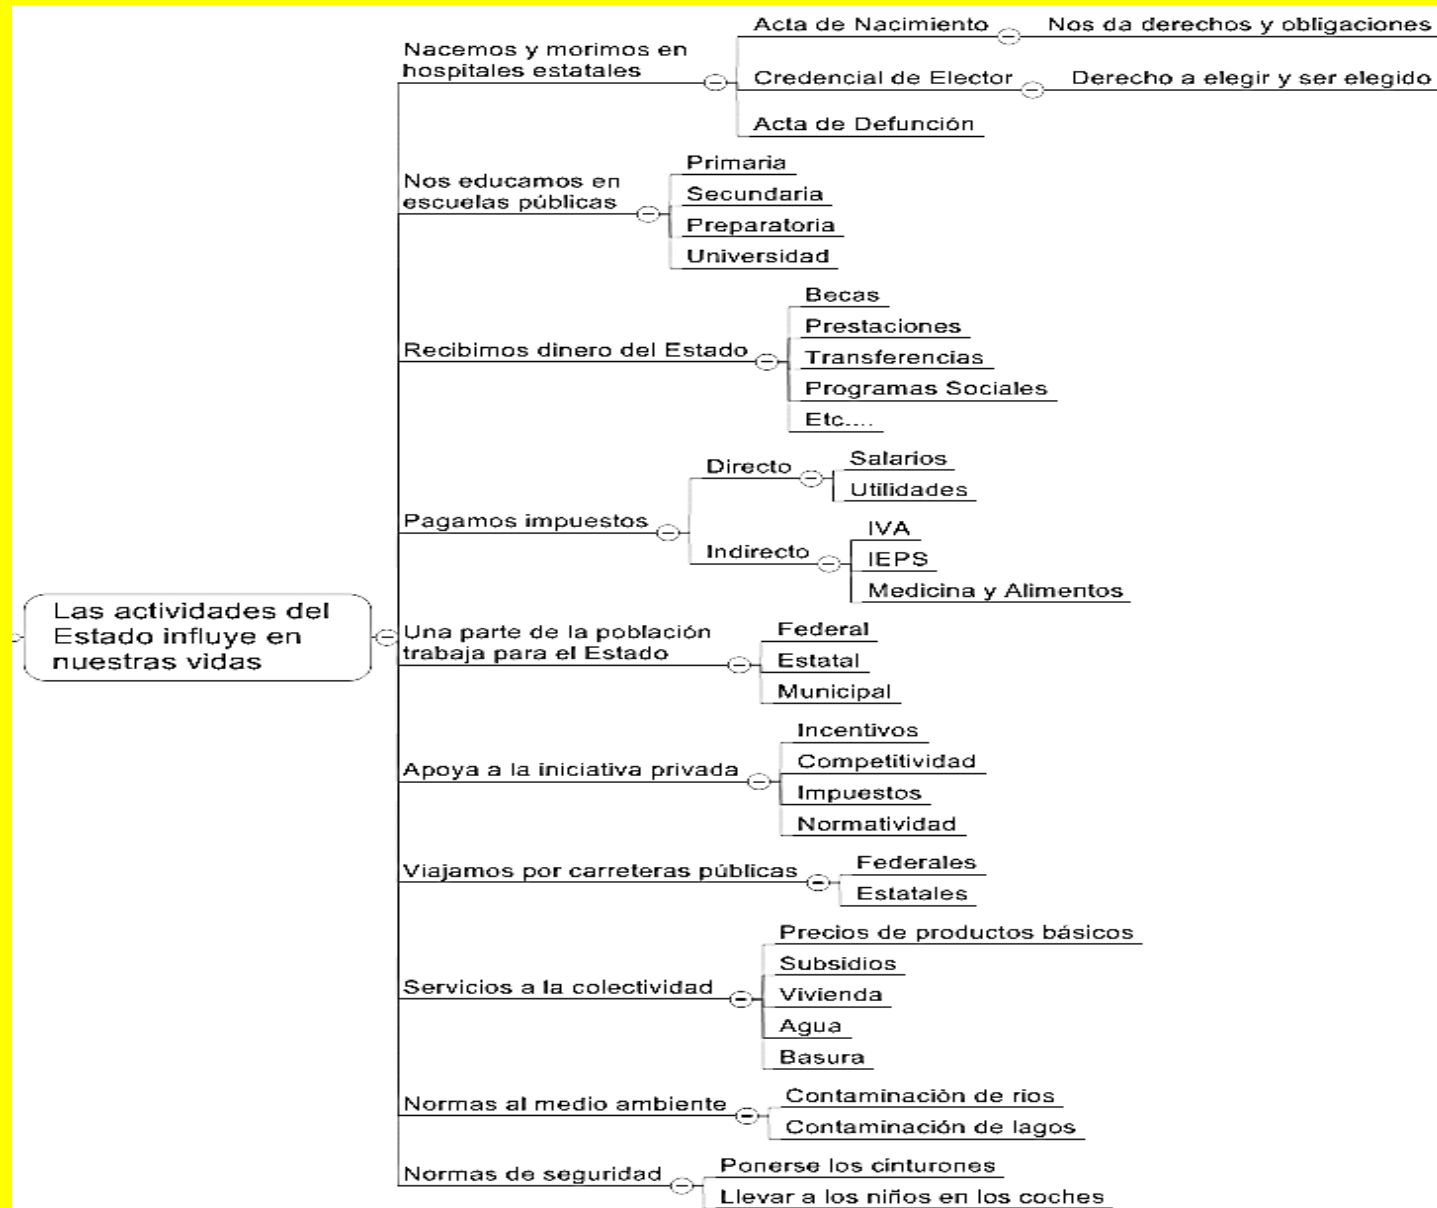 Las actividades del
Estado influye en
nuestras vidas
Nacemos y morimos en
hospitales estatales
Acta de Nacimiento
Nos da derechos y obligaciones
Credencial de Elector
Derecho a elegir y ser elegido
Acta de Defunción
Nos educamos en
escuelas públicas
Primaria
Secundaria
Preparatoria
Universidad
Recibimos dinero del Estado
Becas
Prestaciones
Transferencias
Programas Sociales
Etc....
Pagamos impuestos
Directo
Salarios
Utilidades
Indirecto
IVA
IEPS
Medicina y Alimentos
Una parte de la población
trabaja para el Estado
Federal
Estatal
Municipal
Apoya a la iniciativa privada
Incentivos
Competitividad
Impuestos
Normatividad
Viajamos por carreteras públicas
Federales
Estatales
Servicios a la colectividad
Precios de productos básicos
Subsidios
Vivienda
Agua
Basura
Normas al medio ambiente
Contaminación de ríos
Contaminación de lagos
Normas de seguridad
Ponerse los cinturones
Llevar a los niños en los coches